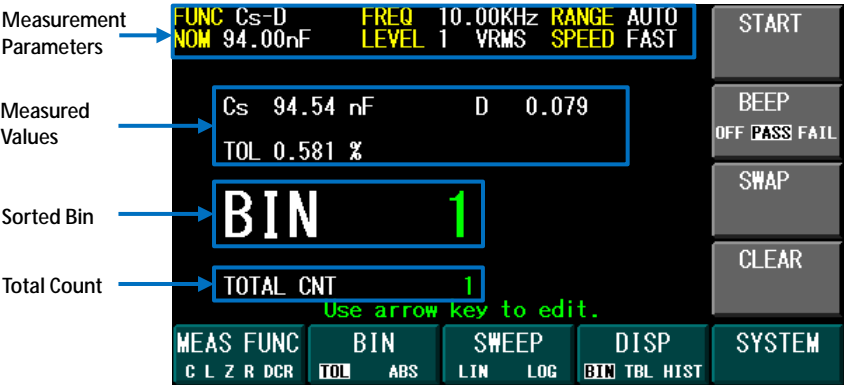 Measurement
Parameters
FUNC Cs-D FREQ 10.00KHz RANGE AUTO
NOM 94.00nF LEVEL 1 VRMS SPEED FAST
START
Measured
Values
Cs 94.54 nF D 0.079
TOL 0.581 %
BEEP
OFF PASS FAIL
SWAP
Sorted Bin
BIN 1
CLEAR
Total Count
TOTAL CNT 1
Use arrow key to edit.
MEAS FUNC BIN SWEEP DISP SYSTEM
C L Z R DCR TOL ABS LIN LOG BIN TBL HIST